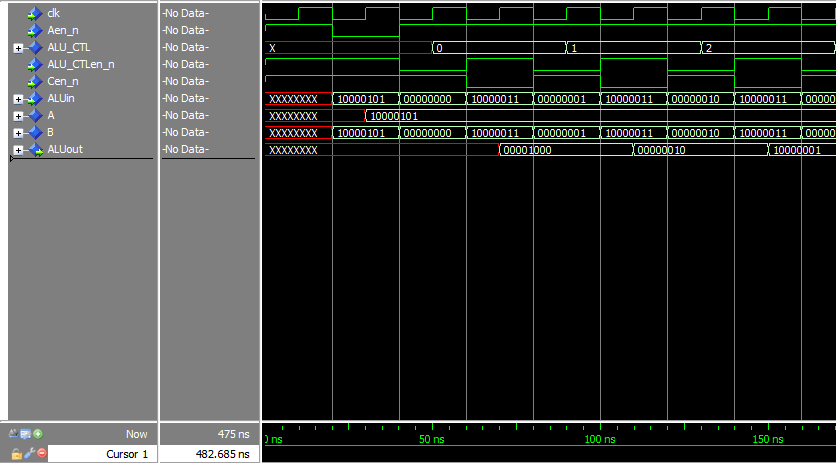 clk -No Data-
Aen_n -No Data-
ALU_CTL -No Data- X 0 1 2
ALU_CTLen_n -No Data-
Cen_n -No Data-
ALUin -No Data- XXXXXXXX 10000101 00000000 10000011 00000001 10000011 00000010 10000011 000000
A -No Data- XXXXXXXX 10000101
B -No Data- XXXXXXXX 10000101 00000000 10000011 00000001 10000011 00000010 10000011 000000
ALUout -No Data- XXXXXXXX 00001000 00000010 10000001
Now 475 ns 0 ns 50 ns 100 ns 150 ns
Cursor 1 482.685 ns